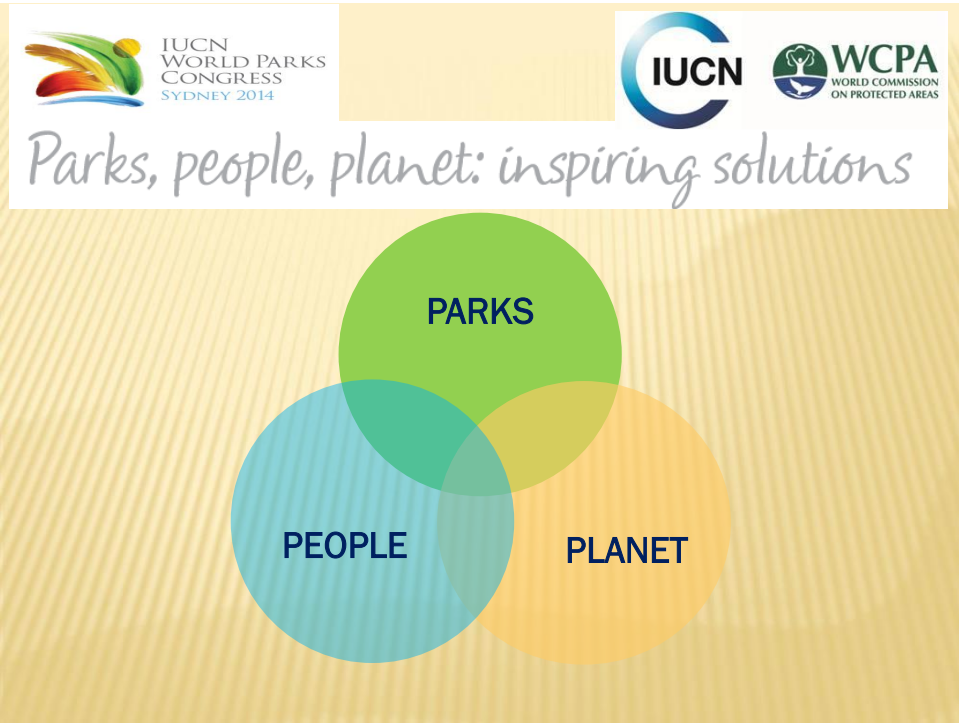 IUCN
WORLD PARKS
CONGRESS
SYDNEY 2014
IUCN
WCPA
WORLD COMMISSION
ON PROTECTED AREAS
Parks, people, planet: inspiring solutions
PARKS
PEOPLE
PLANET